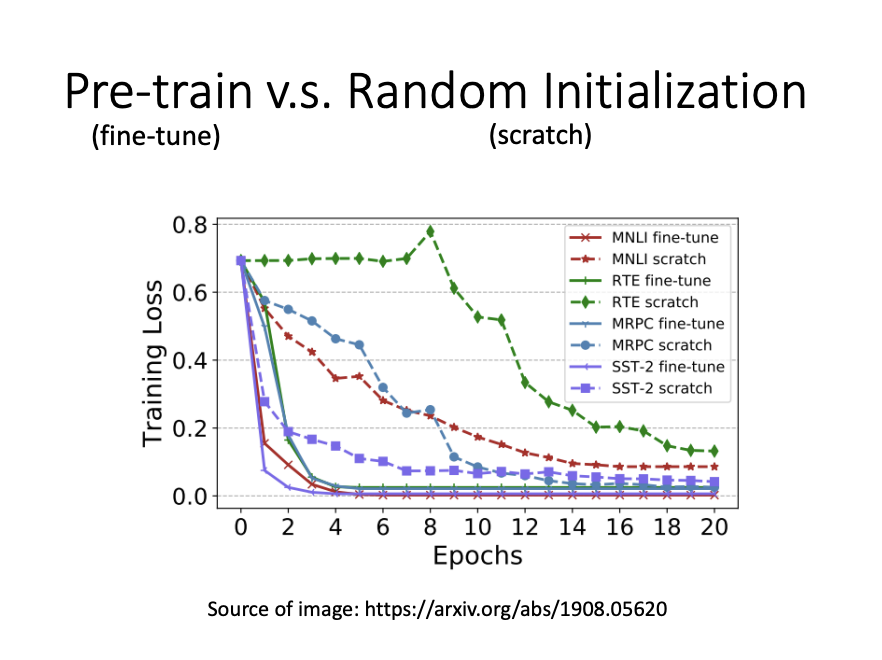 Pre-train v.s. Random Initialization
(fine-tune) (scratch)
0.8
0.6
0.4
0.2
0.0
Training Loss
MNLI fine-tune
MNLI scratch
RTE fine-tune
RTE scratch
MRPC fine-tune
MRPC scratch
SST-2 fine-tune
SST-2 scratch
0 2 4 6 8 10 12 14 16 18 20
Epochs
Source of image: https://arxiv.org/abs/1908.05620